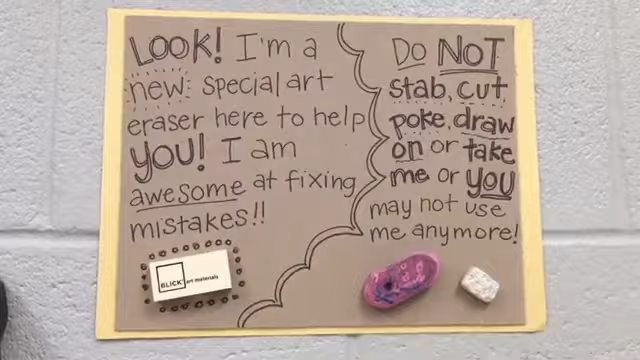 LOOK! I'm a
new: special art
eraser here to help
YOU! I am
awesome at fixing
mistakes!!
BLICK art materials
DO NOT
stab, cut
poke, draw
on or take
me or YOU
may not use
me anymore!